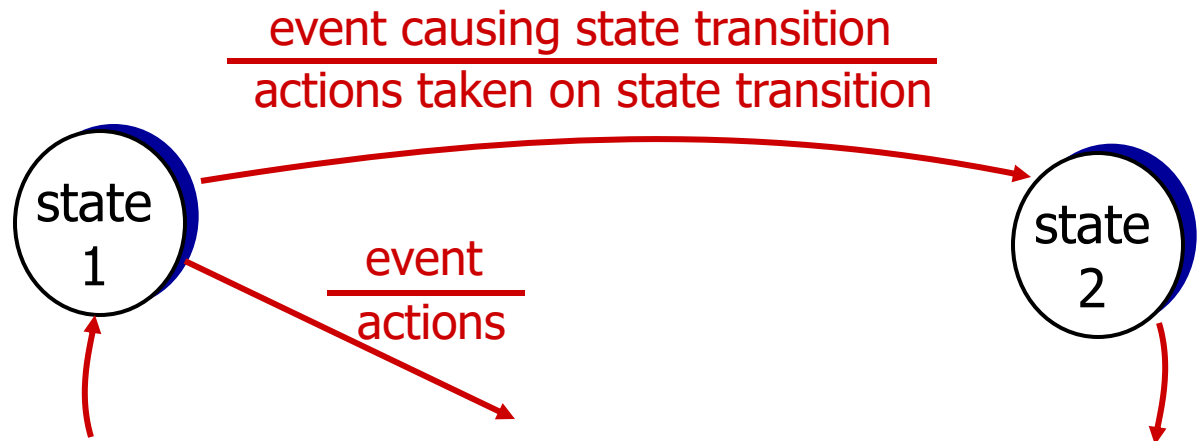 event causing state transition
actions taken on state transition
state
1
state
2
event
actions